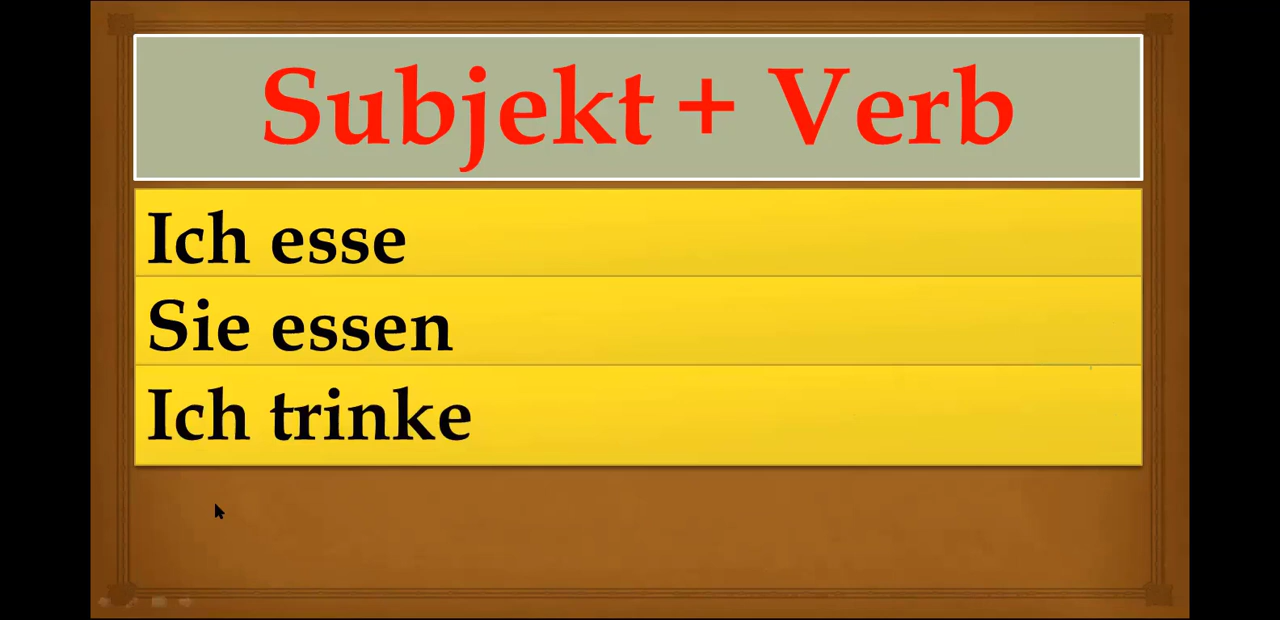 Subjekt + Verb
Ich esse
Sie essen
Ich trinke